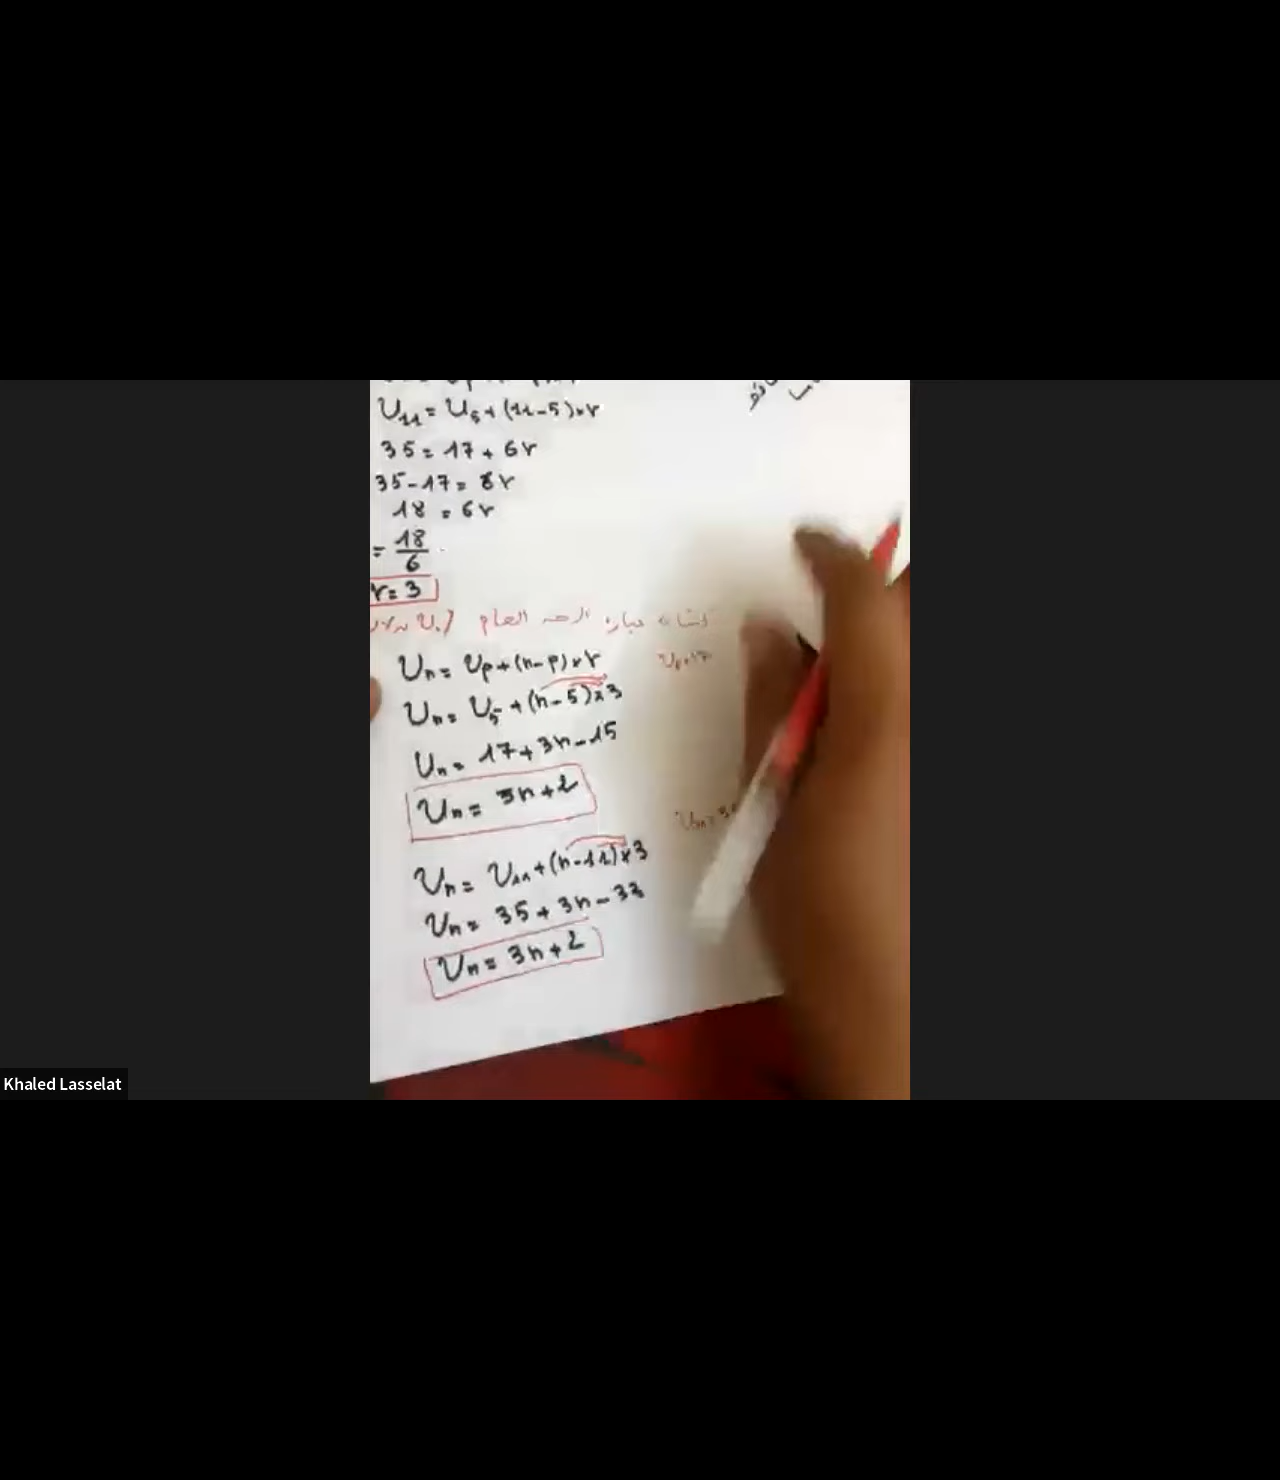 U₁₁ = U₅ + (11-5)×r
35 = 17 + 6r
35-17 = 6r
18 = 6r
= 18/6
r = 3
عبارة الحد العام
Uₙ = Up + (n-p)×r
Uₙ = U₅ + (n-5)×3
Uₙ = 17 + 3n - 15
Uₙ = 3n + 2
Uₙ = U₁₁ + (n-11)×3
Uₙ = 35 + 3n - 33
Uₙ = 3n + 2
Khaled Lasselat